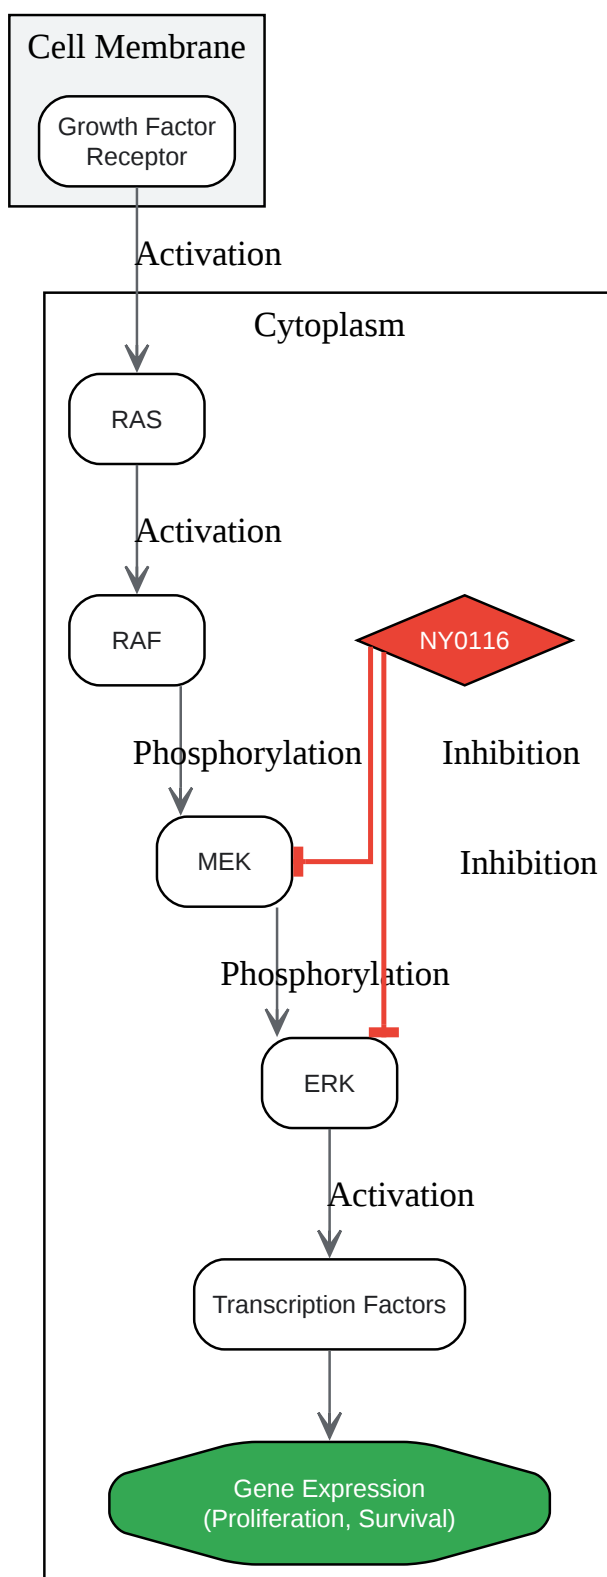 Cell Membrane
Growth Factor
Receptor
Activation
Cytoplasm
RAS
Activation
RAF
NY0116
Phosphorylation
Inhibition
MEK
Inhibition
Phosphorylation
ERK
Activation
Transcription Factors
Gene Expression
(Proliferation, Survival)